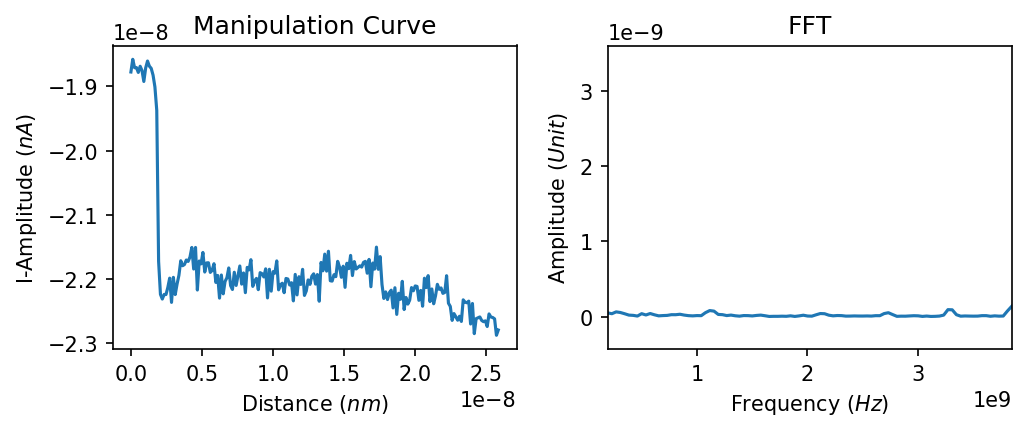 Manipulation Curve
1e−8
−1.9
−2.0
−2.1
−2.2
−2.3
I-Amplitude (nA)
0.0 0.5 1.0 1.5 2.0 2.5
1e−8
Distance (nm)
FFT
1e−9
3
2
1
0
Amplitude (Unit)
1 2 3
1e9
Frequency (Hz)